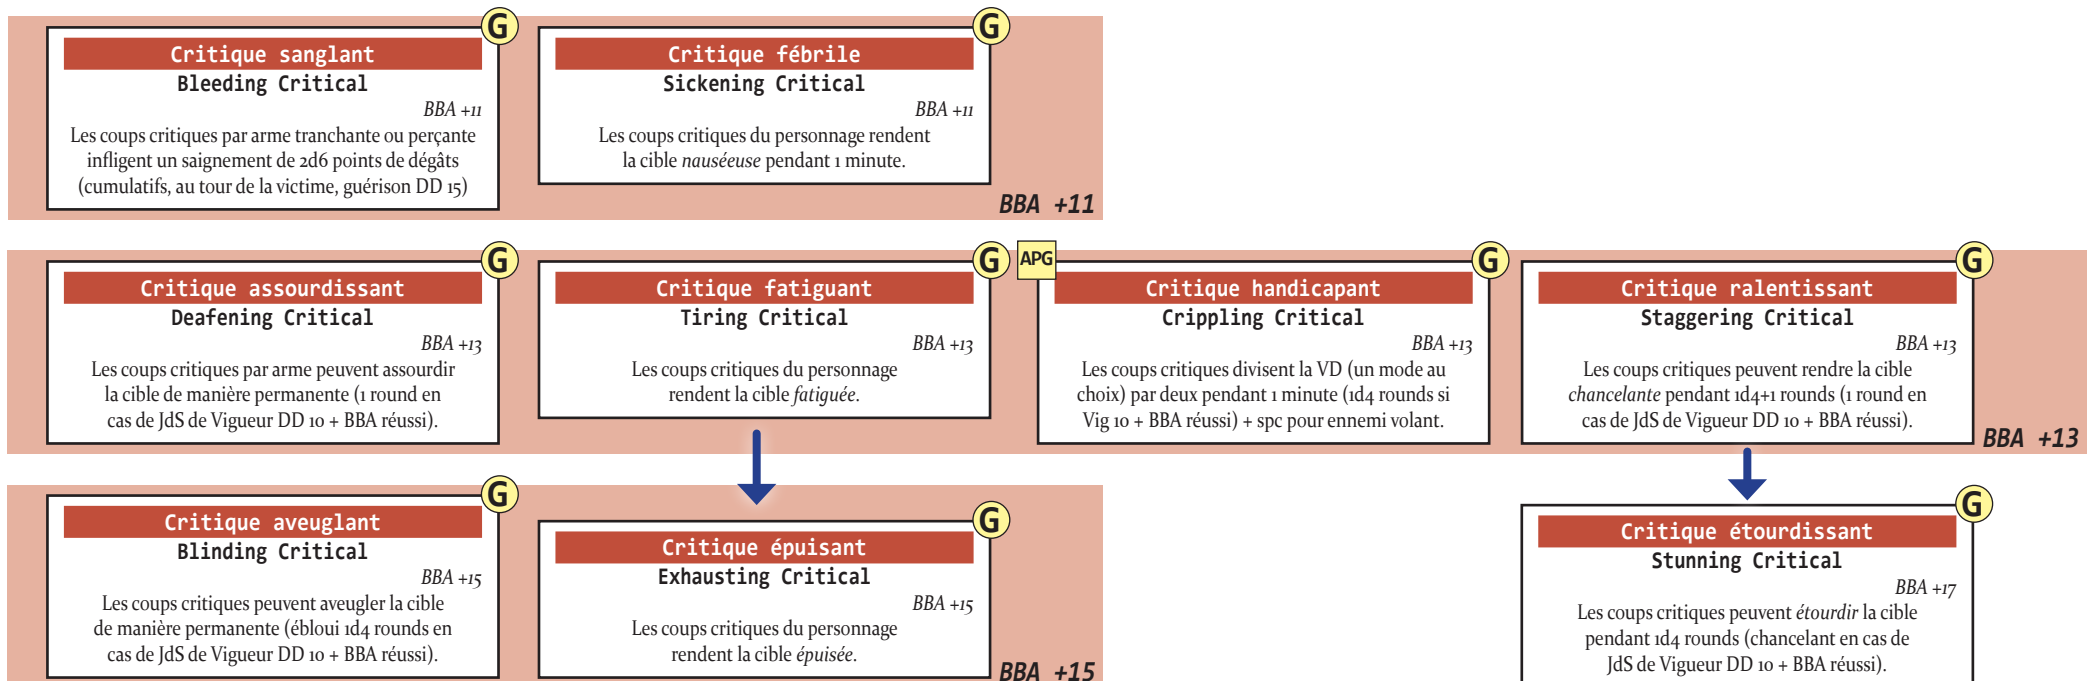 G
Critique sanglant
Bleeding Critical
BBA +11
Les coups critiques par arme tranchante ou perçante
infligent un saignement de 2d6 points de dégâts
(cumulatifs, au tour de la victime, guérison DD 15)
G
Critique fébrile
Sickening Critical
BBA +11
Les coups critiques du personnage rendent
la cible nauséeuse pendant 1 minute.
BBA +11
G
Critique assourdissant
Deafening Critical
BBA +13
Les coups critiques par arme peuvent assourdir
la cible de manière permanente (1 round en
cas de JdS de Vigueur DD 10 + BBA réussi).
G
Critique fatiguant
Tiring Critical
BBA +13
Les coups critiques du personnage
rendent la cible fatiguée.
APG
G
Critique handicapant
Crippling Critical
BBA +13
Les coups critiques divisent la VD (un mode au
choix) par deux pendant 1 minute (1d4 rounds si
Vig 10 + BBA réussi) + spc pour ennemi volant.
G
Critique ralentissant
Staggering Critical
BBA +13
Les coups critiques peuvent rendre la cible
chancelante pendant 1d4+1 rounds (1 round en
cas de JdS de Vigueur DD 10 + BBA réussi).
BBA +13
G
Critique aveuglant
Blinding Critical
BBA +15
Les coups critiques peuvent aveugler la cible
de manière permanente (ébloui 1d4 rounds en
cas de JdS de Vigueur DD 10 + BBA réussi).
G
Critique épuisant
Exhausting Critical
BBA +15
Les coups critiques du personnage
rendent la cible épuisée.
BBA +15
G
Critique étourdissant
Stunning Critical
BBA +17
Les coups critiques peuvent étourdir la cible
pendant 1d4 rounds (chancelant en cas de
JdS de Vigueur DD 10 + BBA réussi).